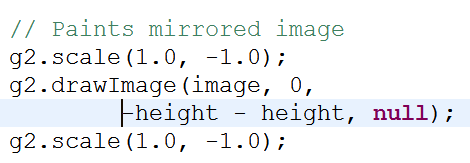 // Paints mirrored image
g2.scale(1.0, -1.0);
g2.drawImage(image, 0,
-height - height, null);
g2.scale(1.0, -1.0);